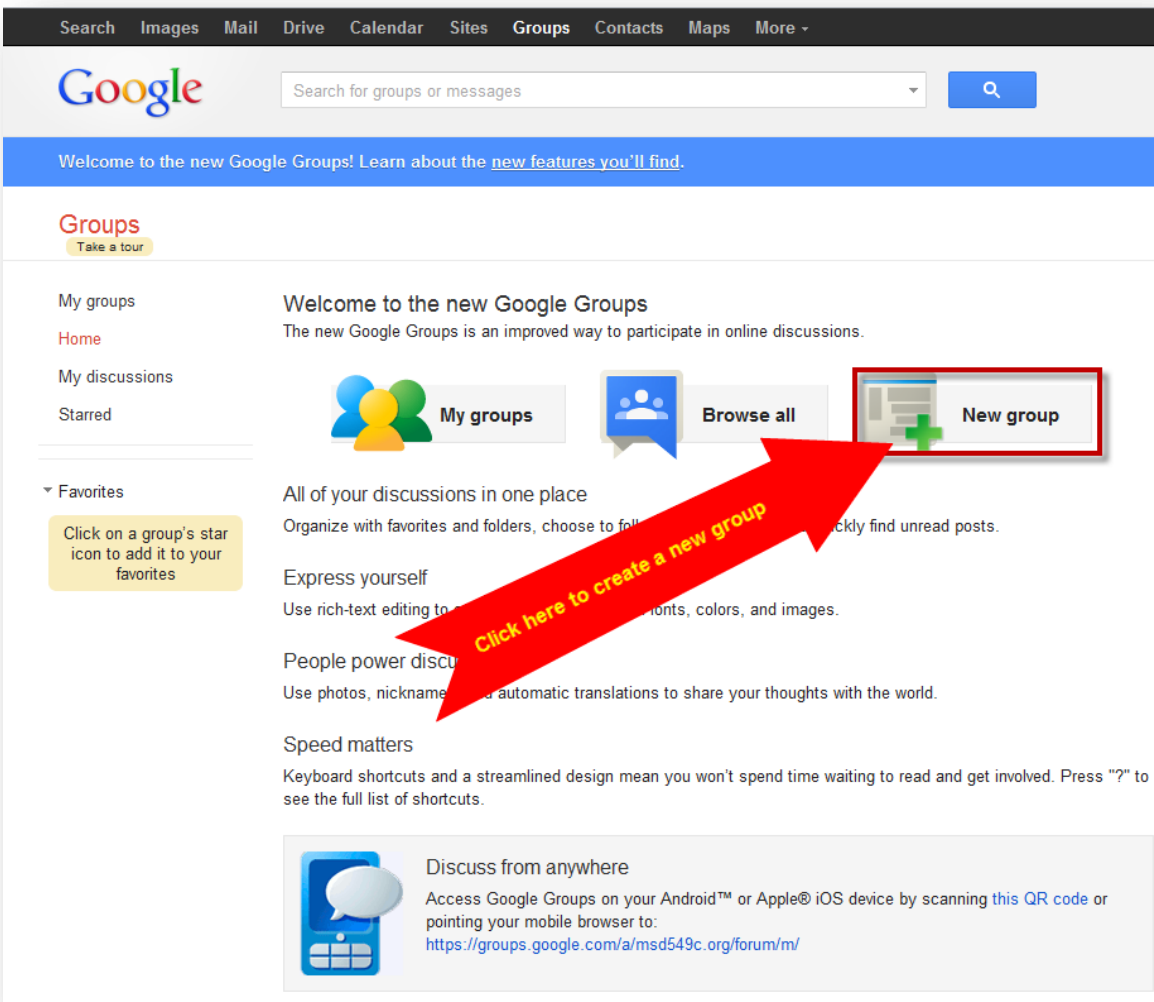 Search Images Mail Drive Calendar Sites Groups Contacts Maps More
Google
Search for groups or messages
Welcome to the new Google Groups! Learn about the new features you'll find.
Groups
Take a tour
My groups
Home
My discussions
Starred
Favorites
Click on a group's star
icon to add it to your
favorites
Welcome to the new Google Groups
The new Google Groups is an improved way to participate in online discussions.
My groups
Browse all
New group
Click here to create a new group
All of your discussions in one place
Organize with favorites and folders, choose to find unread posts.
Express yourself
Use rich-text editing to colors, and images.
People power
Use photos, automatic translations to share your thoughts with the world.
Speed matters
Keyboard shortcuts and a streamlined design mean you won't spend time waiting to read and get involved. Press "?" to
see the full list of shortcuts.
Discuss from anywhere
Access Google Groups on your Android™ or Apple® iOS device by scanning this QR code or
pointing your mobile browser to:
https://groups.google.com/a/msd549c.org/forum/m/